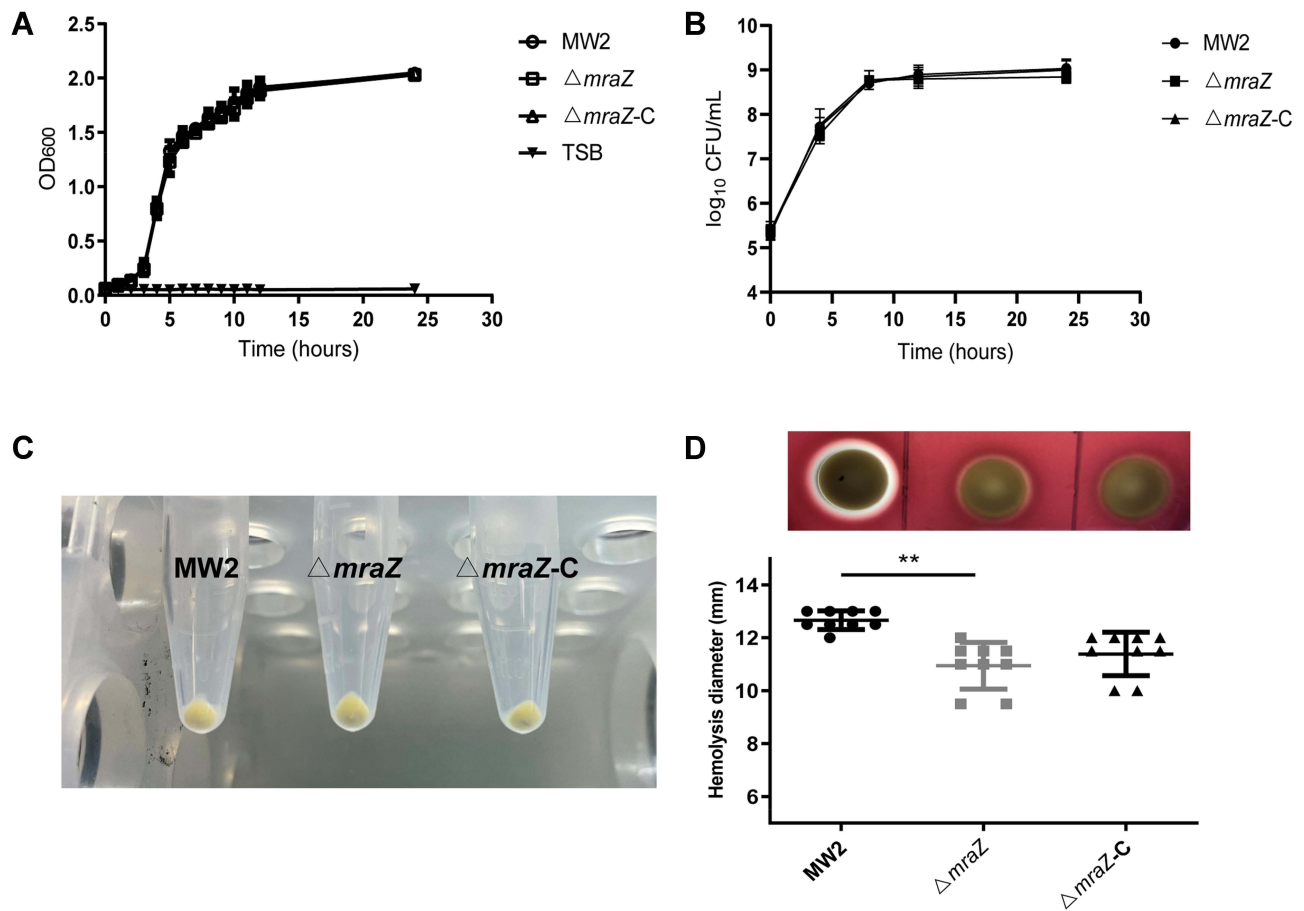 A
OD600
2.5
2.0
1.5
1.0
0.5
0.0
0 5 10 15 20 25 30
Time (hours)
MW2
△mraZ
△mraZ-C
TSB
B
log10 CFU/mL
10
9
8
7
6
5
4
0 5 10 15 20 25 30
Time (hours)
MW2
△mraZ
△mraZ-C
C
MW2 △mraZ △mraZ-C
D
**
Hemolysis diameter (mm)
14
12
10
8
6
MW2
△mraZ
△mraZ-C